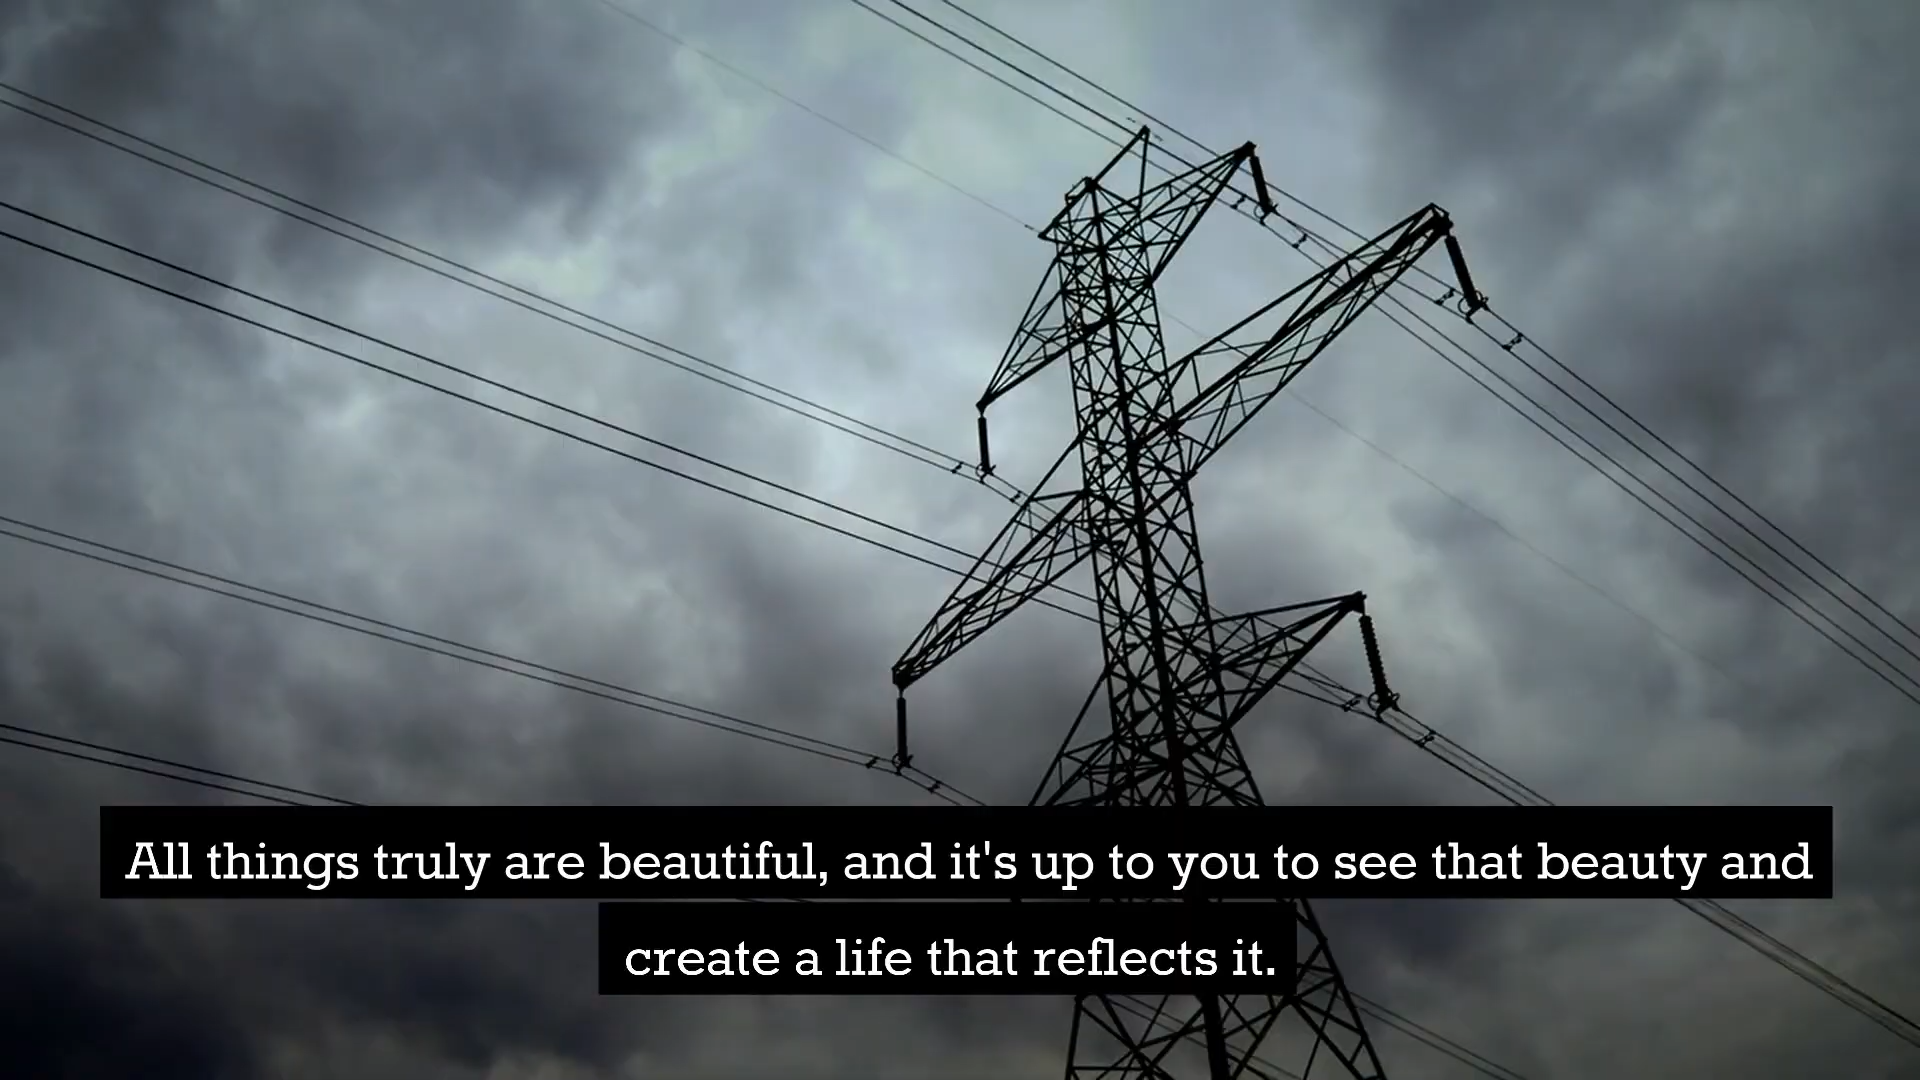 All things truly are beautiful, and it's up to you to see that beauty and
create a life that reflects it.